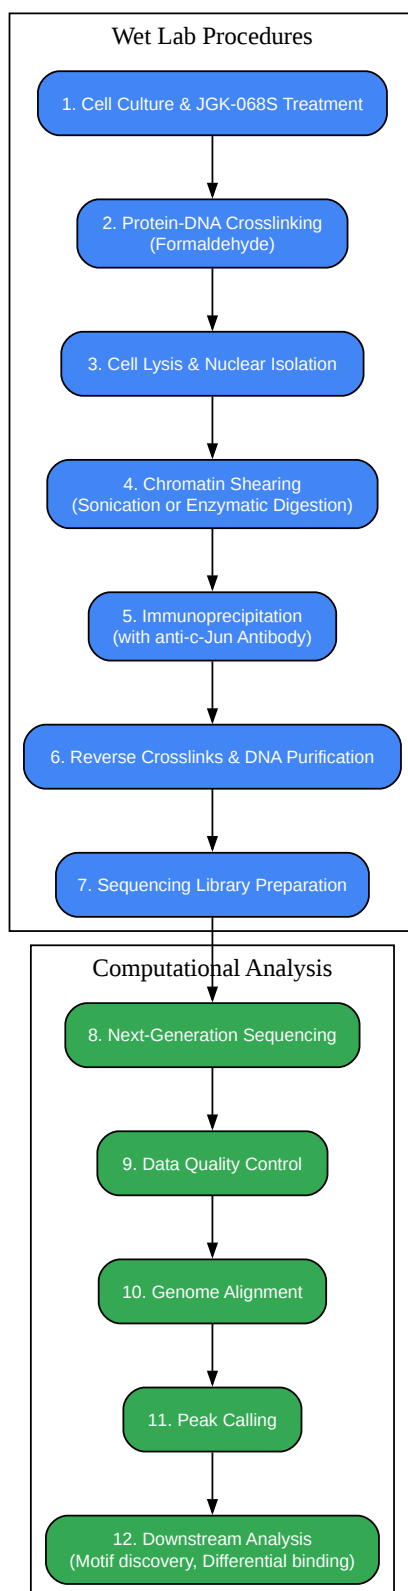 Wet Lab Procedures
1. Cell Culture & JGK-068S Treatment
2. Protein-DNA Crosslinking
(Formaldehyde)
3. Cell Lysis & Nuclear Isolation
4. Chromatin Shearing
(Sonication or Enzymatic Digestion)
5. Immunoprecipitation
(with anti-c-Jun Antibody)
6. Reverse Crosslinks & DNA Purification
7. Sequencing Library Preparation
Computational Analysis
8. Next-Generation Sequencing
9. Data Quality Control
10. Genome Alignment
11. Peak Calling
12. Downstream Analysis
(Motif discovery, Differential binding)